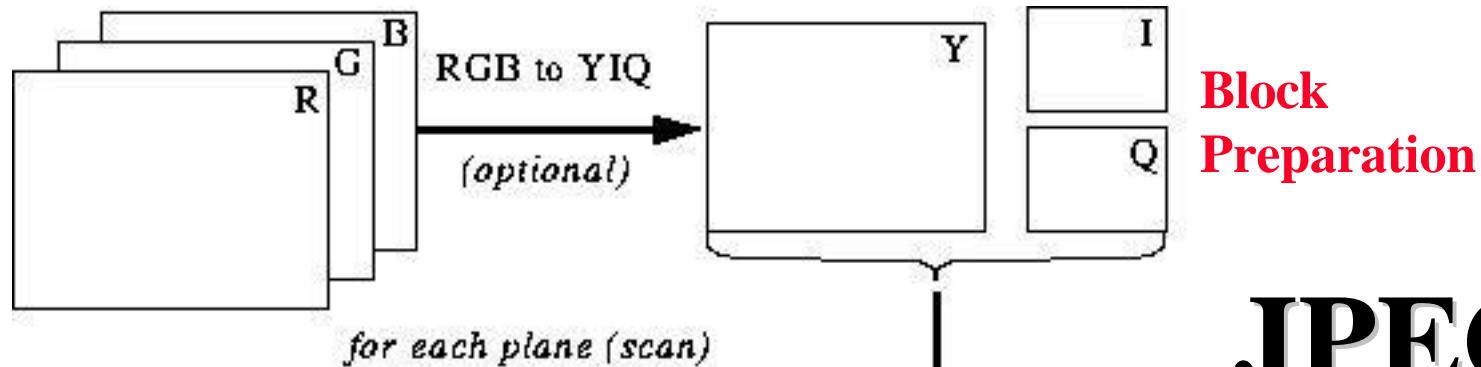 B
G
R
RGB to YIQ
(optional)
Y
I
Q
Block
Preparation
for each plane (scan)